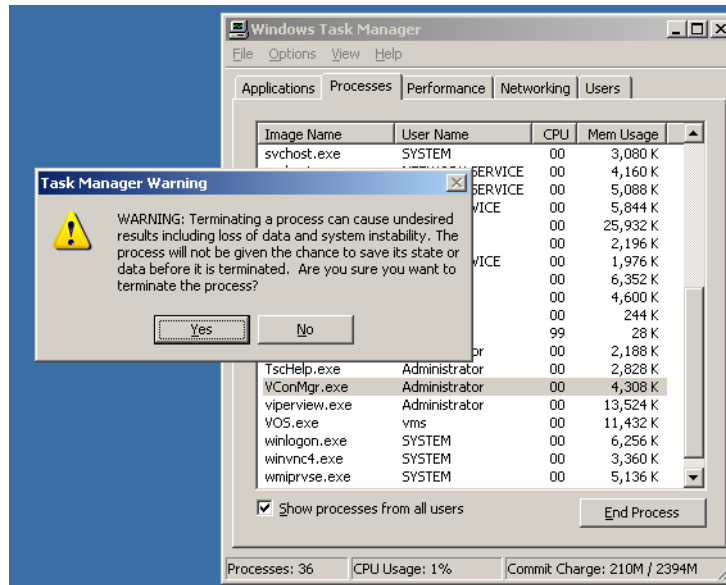 Windows Task Manager
File Options View Help
Applications Processes Performance Networking Users
Image Name User Name CPU Mem Usage
svchost.exe SYSTEM 00 3,080 K
SERVICE 00 4,160 K
SERVICE 00 5,088 K
00 5,844 K
00 25,932 K
00 2,196 K
00 1,976 K
00 6,352 K
00 4,600 K
00 244 K
99 28 K
00 2,188 K
TscHelp.exe Administrator 00 2,828 K
VConMgr.exe Administrator 00 4,308 K
viperview.exe Administrator 00 13,524 K
VOS.exe vms 00 11,432 K
winlogon.exe SYSTEM 00 6,256 K
winvnc4.exe SYSTEM 00 3,360 K
wmiprvse.exe SYSTEM 00 5,136 K
Show processes from all users
End Process
Processes: 36 CPU Usage: 1% Commit Charge: 210M / 2394M
Task Manager Warning
WARNING: Terminating a process can cause undesired
results including loss of data and system instability. The
process will not be given the chance to save its state or
data before it is terminated. Are you sure you want to
terminate the process?
Yes No